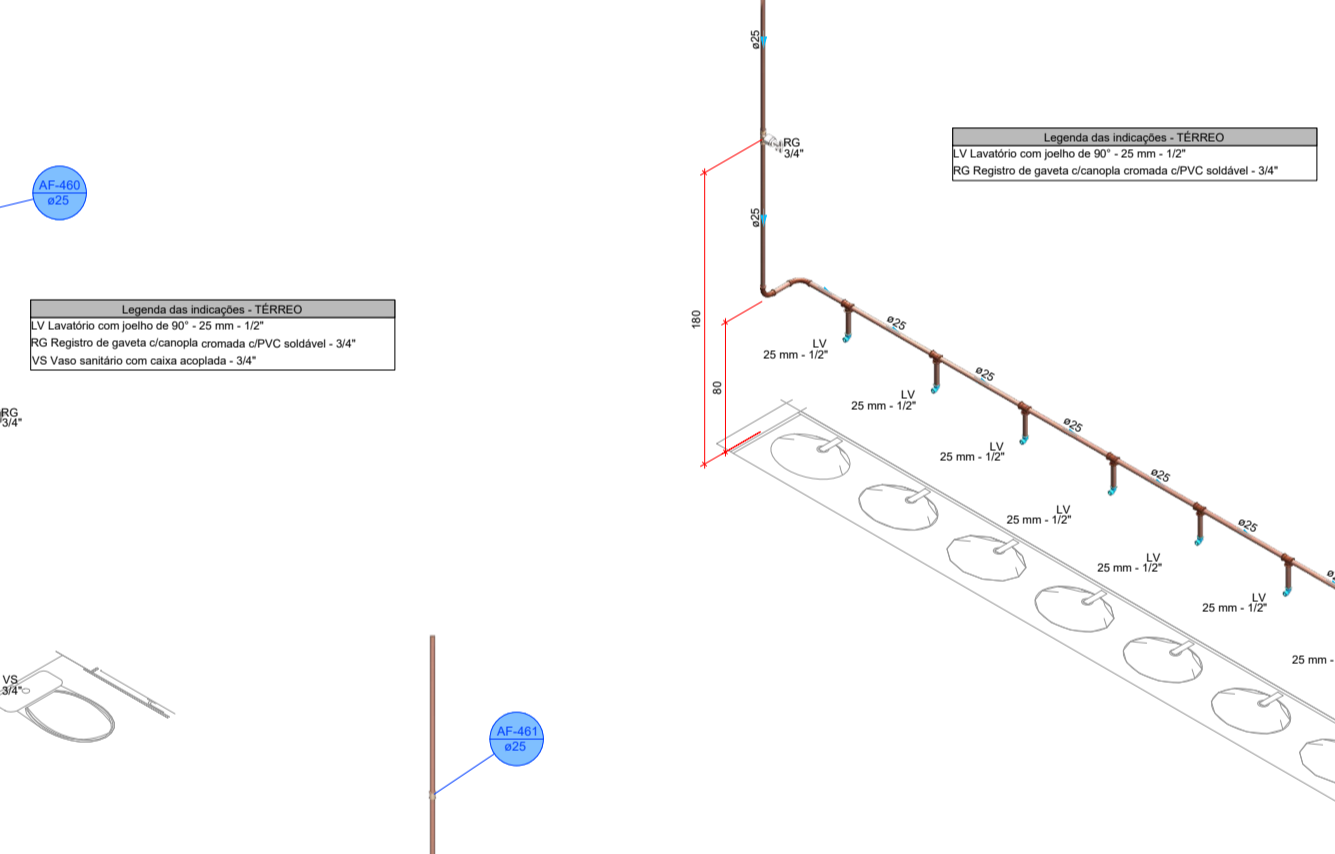 AF-460
ø25
Legenda das indicações - TÉRREO
LV Lavatório com joelho de 90° - 25 mm - 1/2"
RG Registro de gaveta c/canopla cromada c/PVC soldável - 3/4"
VS Vaso sanitário com caixa acoplada - 3/4"
RG
3/4"
VS
3/4"
AF-461
ø25
ø25
RG
3/4"
ø25
180
80
Legenda das indicações - TÉRREO
LV Lavatório com joelho de 90° - 25 mm - 1/2"
RG Registro de gaveta c/canopla cromada c/PVC soldável - 3/4"
ø25
LV
25 mm - 1/2"
ø25
LV
25 mm - 1/2"
ø25
LV
25 mm - 1/2"
ø25
LV
25 mm - 1/2"
ø25
LV
25 mm - 1/2"
LV
25 mm - 1/2"
25 mm -